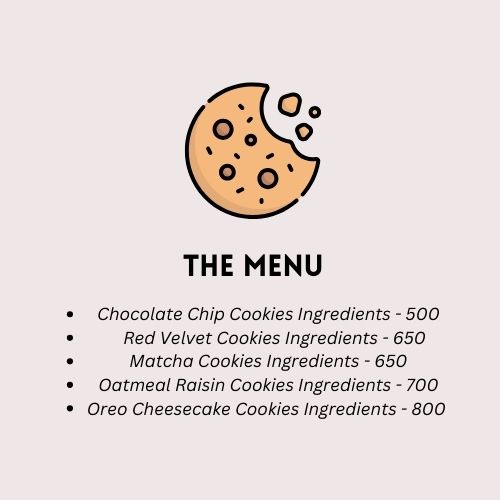 THE MENU
• Chocolate Chip Cookies Ingredients - 500
• Red Velvet Cookies Ingredients - 650
• Matcha Cookies Ingredients - 650
• Oatmeal Raisin Cookies Ingredients - 700
• Oreo Cheesecake Cookies Ingredients - 800